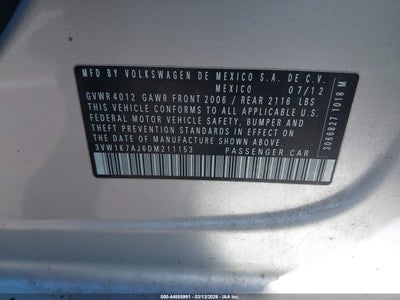 MFD. BY VOLKSWAGEN DE MEXICO S.A. DE C.V.
MEXICO 07/12
GVWR 4012 GAWR FRONT 2006 / REAR 2116 LBS
THIS VEHICLE CONFORMS TO ALL APPLICABLE U.S.
FEDERAL MOTOR VEHICLE SAFETY, BUMPER AND
THEFT PREVENTION STANDARDS IN EFFECT ON
THE DATE OF MANUFACTURE SHOWN ABOVE.
3VW1K7AJ6DM211153 PASSENGER CAR
3066827 1018 M
000-44555991 - 03/13/2026 - © IAA, Inc.